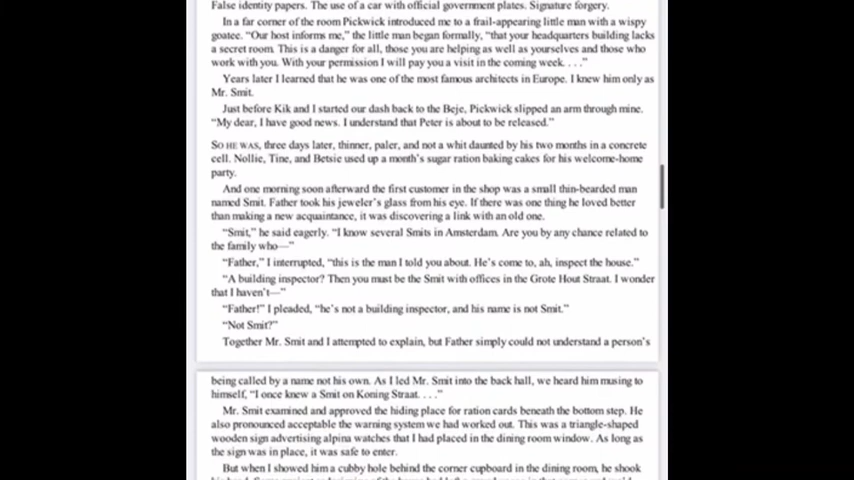 False identity papers. The use of a car with official government plates. Signature forgery.
In a far corner of the room Pickwick introduced me to a frail-appearing little man with a wispy
goatee. “Our host informs me,” the little man began formally, “that your headquarters building lacks
a secret room. This is a danger for all, those you are helping as well as yourselves and those who
work with you. With your permission I will pay you a visit in the coming week. . . .”
Years later I learned that he was one of the most famous architects in Europe. I knew him only as
Mr. Smit.
Just before Kik and I started our dash back to the Beje, Pickwick slipped an arm through mine.
“My dear, I have good news. I understand that Peter is about to be released.”
SO HE WAS, three days later, thinner, paler, and not a whit daunted by his two months in a concrete
cell. Nollie, Tine, and Betsie used up a month’s sugar ration baking cakes for his welcome-home
party.
And one morning soon afterward the first customer in the shop was a small thin-bearded man
named Smit. Father took his jeweler’s glass from his eye. If there was one thing he loved better
than making a new acquaintance, it was discovering a link with an old one.
“Smit,” he said eagerly. “I know several Smits in Amsterdam. Are you by any chance related to
the family who—”
“Father,” I interrupted, “this is the man I told you about. He’s come to, ah, inspect the house.”
“A building inspector? Then you must be the Smit with offices in the Grote Hout Straat. I wonder
that I haven’t—”
“Father!” I pleaded, “he’s not a building inspector, and his name is not Smit.”
“Not Smit?”
Together Mr. Smit and I attempted to explain, but Father simply could not understand a person’s
being called by a name not his own. As I led Mr. Smit into the back hall, we heard him musing to
himself, “I once knew a Smit on Koning Straat. . . .”
Mr. Smit examined and approved the hiding place for ration cards beneath the bottom step. He
also pronounced acceptable the warning system we had worked out. This was a triangle-shaped
wooden sign advertising alpina watches that I had placed in the dining room window. As long as
the sign was in place, it was safe to enter.
But when I showed him a cubby hole behind the corner cupboard in the dining room, he shook